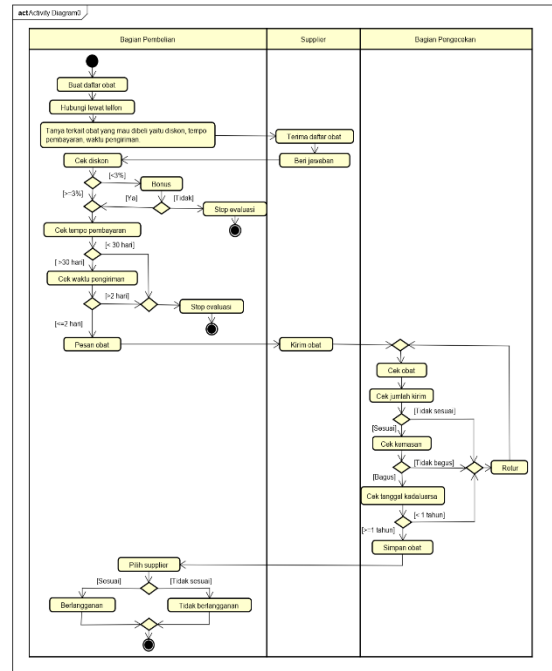 act Activity Diagram0
Bagian Pembelian
Supplier
Bagian Pengecekan
Buat daftar obat
Hubungi lewat telfon
Tanya terkait obat yang mau dibeli yaitu diskon, tempo
pembayaran, waktu pengiriman.
Terima daftar obat
Cek diskon
Beri jawaban
[<3%]
Bonus
[>=3%]
[Ya]
[Tidak]
Stop evaluasi
Cek tempo pembayaran
[< 30 hari]
[ >30 hari]
Cek waktu pengiriman
[>2 hari]
Stop evaluasi
[<=2 hari]
Pesan obat
Kirim obat
Cek obat
Cek jumlah kirim
[Tidak sesuai]
[Sesuai]
Cek kemasan
[Tidak bagus]
Retur
[Bagus]
Cek tanggal kadaluarsa
[< 1 tahun]
[>=1 tahun]
Simpan obat
Pilih supplier
[Sesuai]
[Tidak sesuai]
Berlangganan
Tidak berlangganan